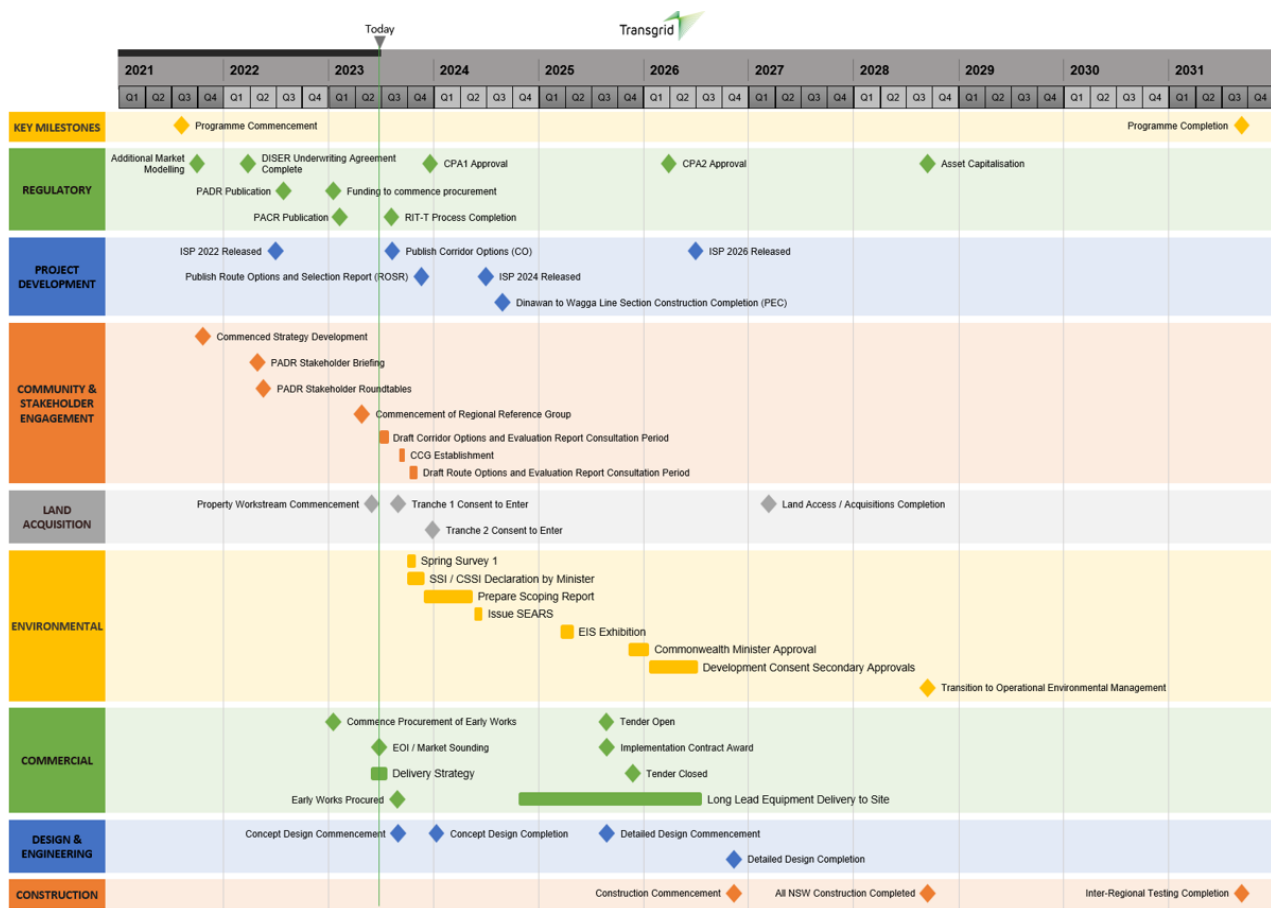 Today
Transgrid
2021 2022 2023 2024 2025 2026 2027 2028 2029 2030 2031
Q1 Q2 Q3 Q4 Q1 Q2 Q3 Q4 Q1 Q2 Q3 Q4 Q1 Q2 Q3 Q4 Q1 Q2 Q3 Q4 Q1 Q2 Q3 Q4 Q1 Q2 Q3 Q4 Q1 Q2 Q3 Q4 Q1 Q2 Q3 Q4 Q1 Q2 Q3 Q4 Q1 Q2 Q3 Q4
KEY MILESTONES
Programme Commencement
Programme Completion
REGULATORY
Additional Market
Modelling
DISER Underwriting Agreement
Complete
CPA1 Approval
CPA2 Approval
Asset Capitalisation
PADR Publication
Funding to commence procurement
PACR Publication
RIT-T Process Completion
PROJECT
DEVELOPMENT
ISP 2022 Released
Publish Corridor Options (CO)
ISP 2026 Released
Publish Route Options and Selection Report (ROSR)
ISP 2024 Released
Dinawan to Wagga Line Section Construction Completion (PEC)
COMMUNITY &
STAKEHOLDER
ENGAGEMENT
Commenced Strategy Development
PADR Stakeholder Briefing
PADR Stakeholder Roundtables
Commencement of Regional Reference Group
Draft Corridor Options and Evaluation Report Consultation Period
CCG Establishment
Draft Route Options and Evaluation Report Consultation Period
LAND
ACQUISITION
Property Workstream Commencement
Tranche 1 Consent to Enter
Land Access / Acquisitions Completion
Tranche 2 Consent to Enter
ENVIRONMENTAL
Spring Survey 1
SSI / CSSI Declaration by Minister
Prepare Scoping Report
Issue SEARS
EIS Exhibition
Commonwealth Minister Approval
Development Consent Secondary Approvals
Transition to Operational Environmental Management
COMMERCIAL
Commence Procurement of Early Works
Tender Open
EOI / Market Sounding
Implementation Contract Award
Delivery Strategy
Tender Closed
Early Works Procured
Long Lead Equipment Delivery to Site
DESIGN &
ENGINEERING
Concept Design Commencement
Concept Design Completion
Detailed Design Commencement
Detailed Design Completion
CONSTRUCTION
Construction Commencement
All NSW Construction Completed
Inter-Regional Testing Completion